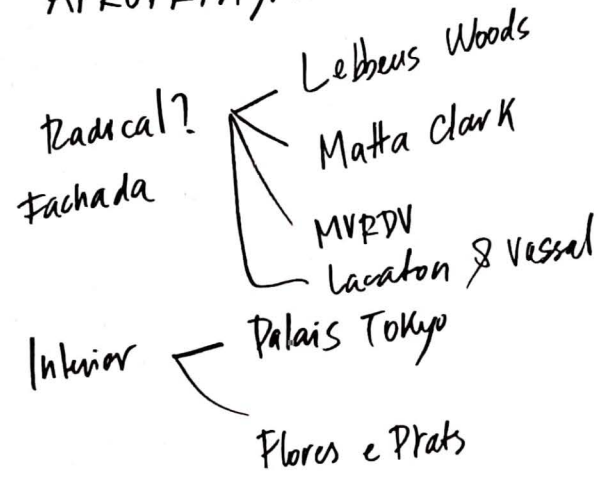 Radical?
Fachada
Lebbeus Woods
Matta Clark
MVRDV
Lacaton & Vassal
Interior
Palais Tokyo
Flores e Prats